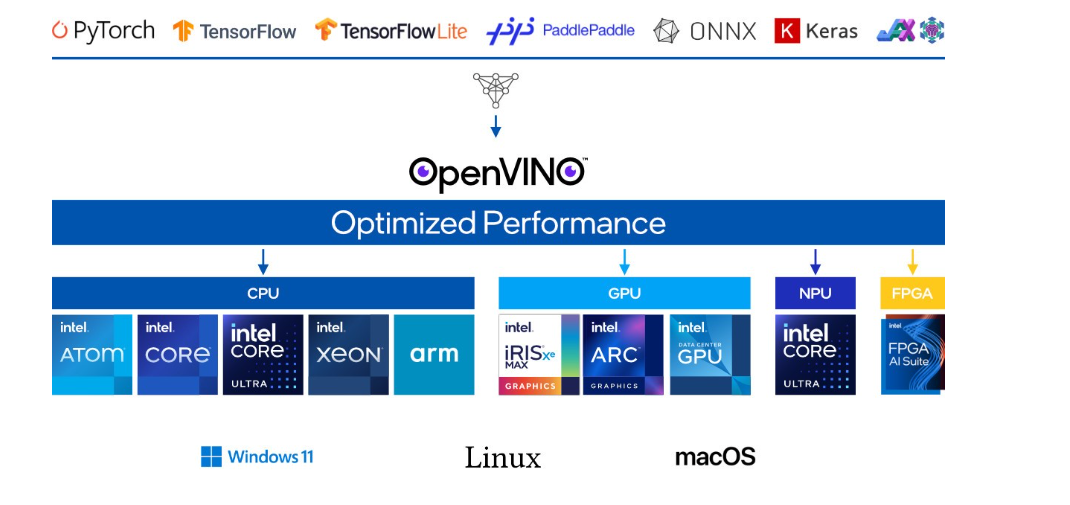 PyTorch TensorFlow TensorFlow Lite PaddlePaddle ONNX K Keras JAX
OpenVINO™
Optimized Performance
CPU GPU NPU FPGA
intel. ATOM
intel. CORE
intel CORE ULTRA
intel. XEON
arm
intel. iRIS Xe MAX GRAPHICS
intel. ARC GRAPHICS
intel. DATA CENTER GPU
intel CORE ULTRA
intel FPGA AI Suite
Windows 11 Linux macOS